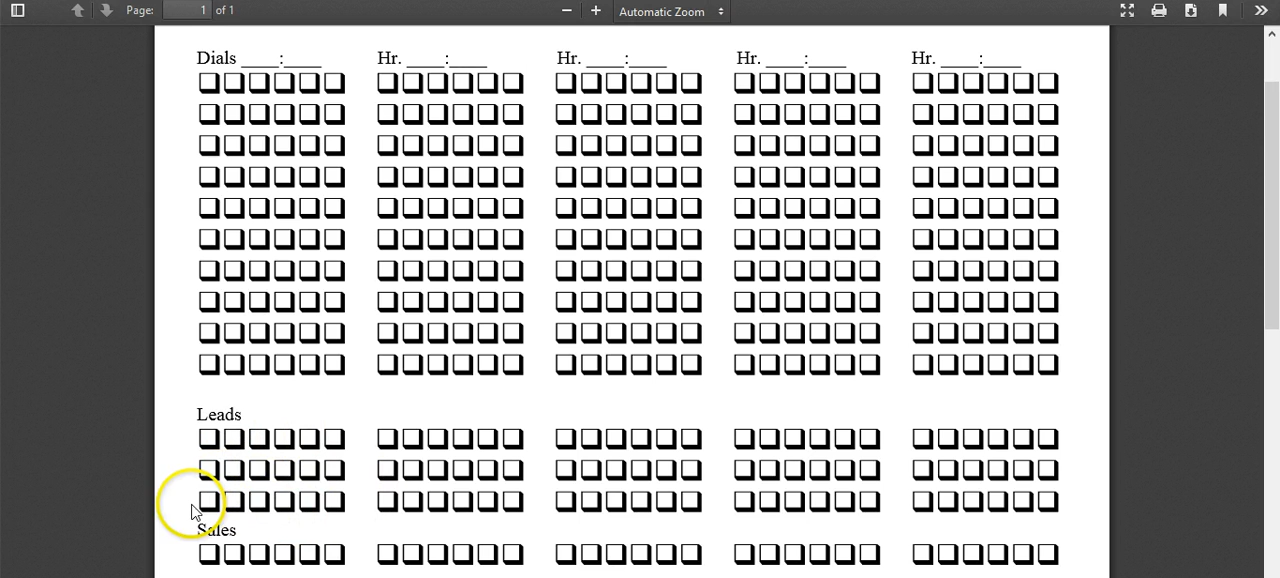 Page: 1 of 1 Automatic Zoom
Dials ____:____ Hr. ____:____ Hr. ____:____ Hr. ____:____ Hr. ____:____
Leads
Sales